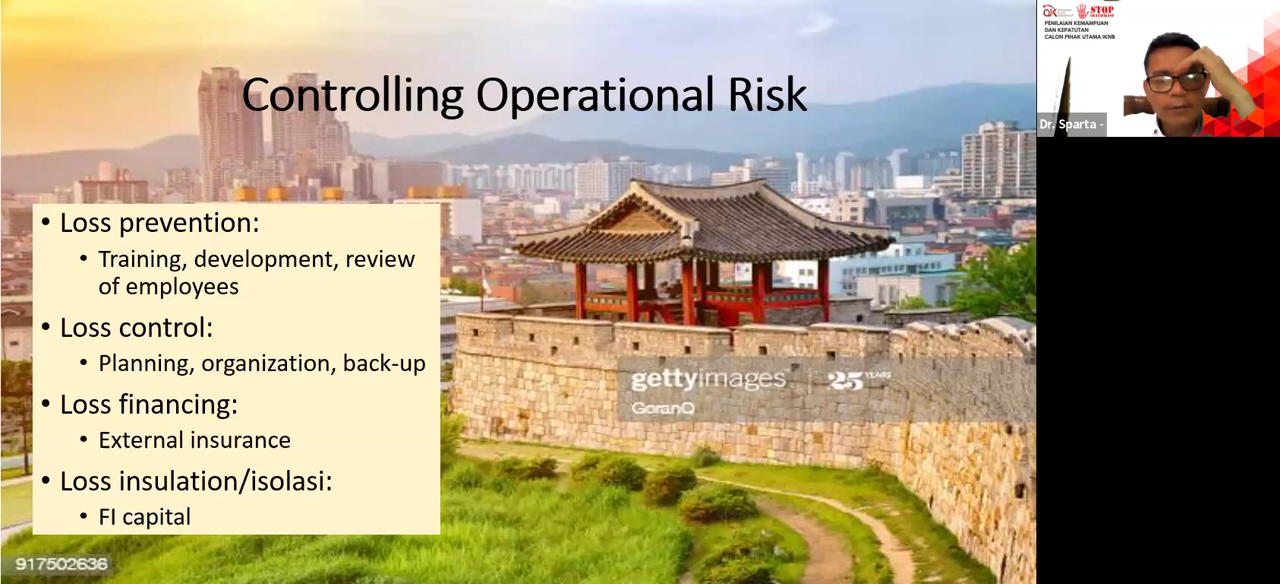 Controlling Operational Risk
• Loss prevention:
• Training, development, review
of employees
• Loss control:
• Planning, organization, back-up
• Loss financing:
• External insurance
• Loss insulation/isolasi:
• FI capital
gettyimages | 25 YEARS
GoranQ
917502636
STOP
PENILAIAN KEMAMPUAN
DAN KEPATUTAN
CALON PIHAK UTAMA IKNB
Dr. Sparta -